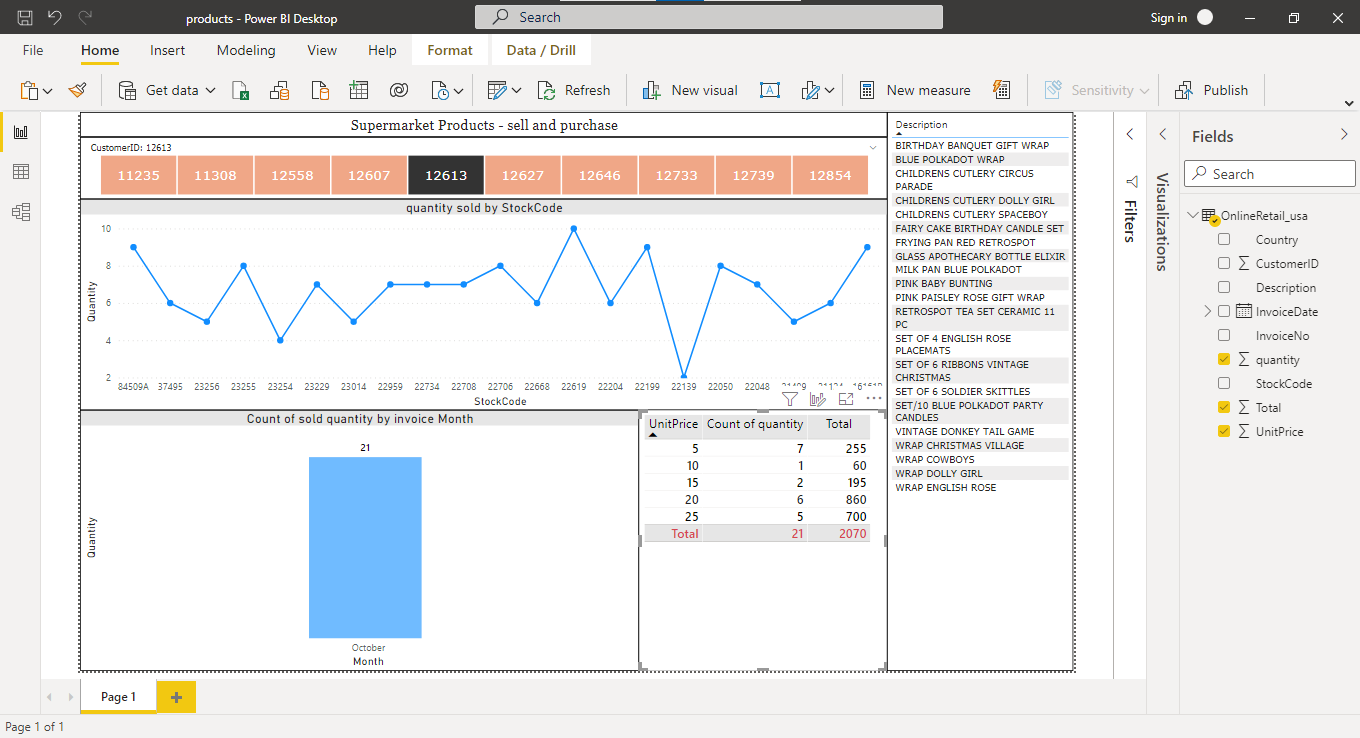 products - Power BI Desktop
Search
Sign in
File
Home
Insert
Modeling
View
Help
Format
Data / Drill
Get data
Refresh
New visual
New measure
Sensitivity
Publish
Supermarket Products - sell and purchase
CustomerID: 12613
11235 11308 12558 12607 12613 12627 12646 12733 12739 12854
quantity sold by StockCode
Quantity
10
8
6
4
2
84509A 37495 23256 23255 23254 23229 23014 22959 22734 22708 22706 22668 22619 22204 22199 22139 22050 22048
StockCode
Count of sold quantity by invoice Month
21
Quantity
October
Month
UnitPrice Count of quantity Total
5 7 255
10 1 60
15 2 195
20 6 860
25 5 700
Total 21 2070
Description
BIRTHDAY BANQUET GIFT WRAP
BLUE POLKADOT WRAP
CHILDRENS CUTLERY CIRCUS
PARADE
CHILDRENS CUTLERY DOLLY GIRL
CHILDRENS CUTLERY SPACEBOY
FAIRY CAKE BIRTHDAY CANDLE SET
FRYING PAN RED RETROSPOT
GLASS APOTHECARY BOTTLE ELIXIR
MILK PAN BLUE POLKADOT
PINK BABY BUNTING
PINK PAISLEY ROSE GIFT WRAP
RETROSPOT TEA SET CERAMIC 11
PC
SET OF 4 ENGLISH ROSE
PLACEMATS
SET OF 6 RIBBONS VINTAGE
CHRISTMAS
SET OF 6 SOLDIER SKITTLES
SET/10 BLUE POLKADOT PARTY
CANDLES
VINTAGE DONKEY TAIL GAME
WRAP CHRISTMAS VILLAGE
WRAP COWBOYS
WRAP DOLLY GIRL
WRAP ENGLISH ROSE
Filters
Visualizations
Fields
Search
OnlineRetail_usa
Country
CustomerID
Description
InvoiceDate
InvoiceNo
quantity
StockCode
Total
UnitPrice
Page 1
Page 1 of 1